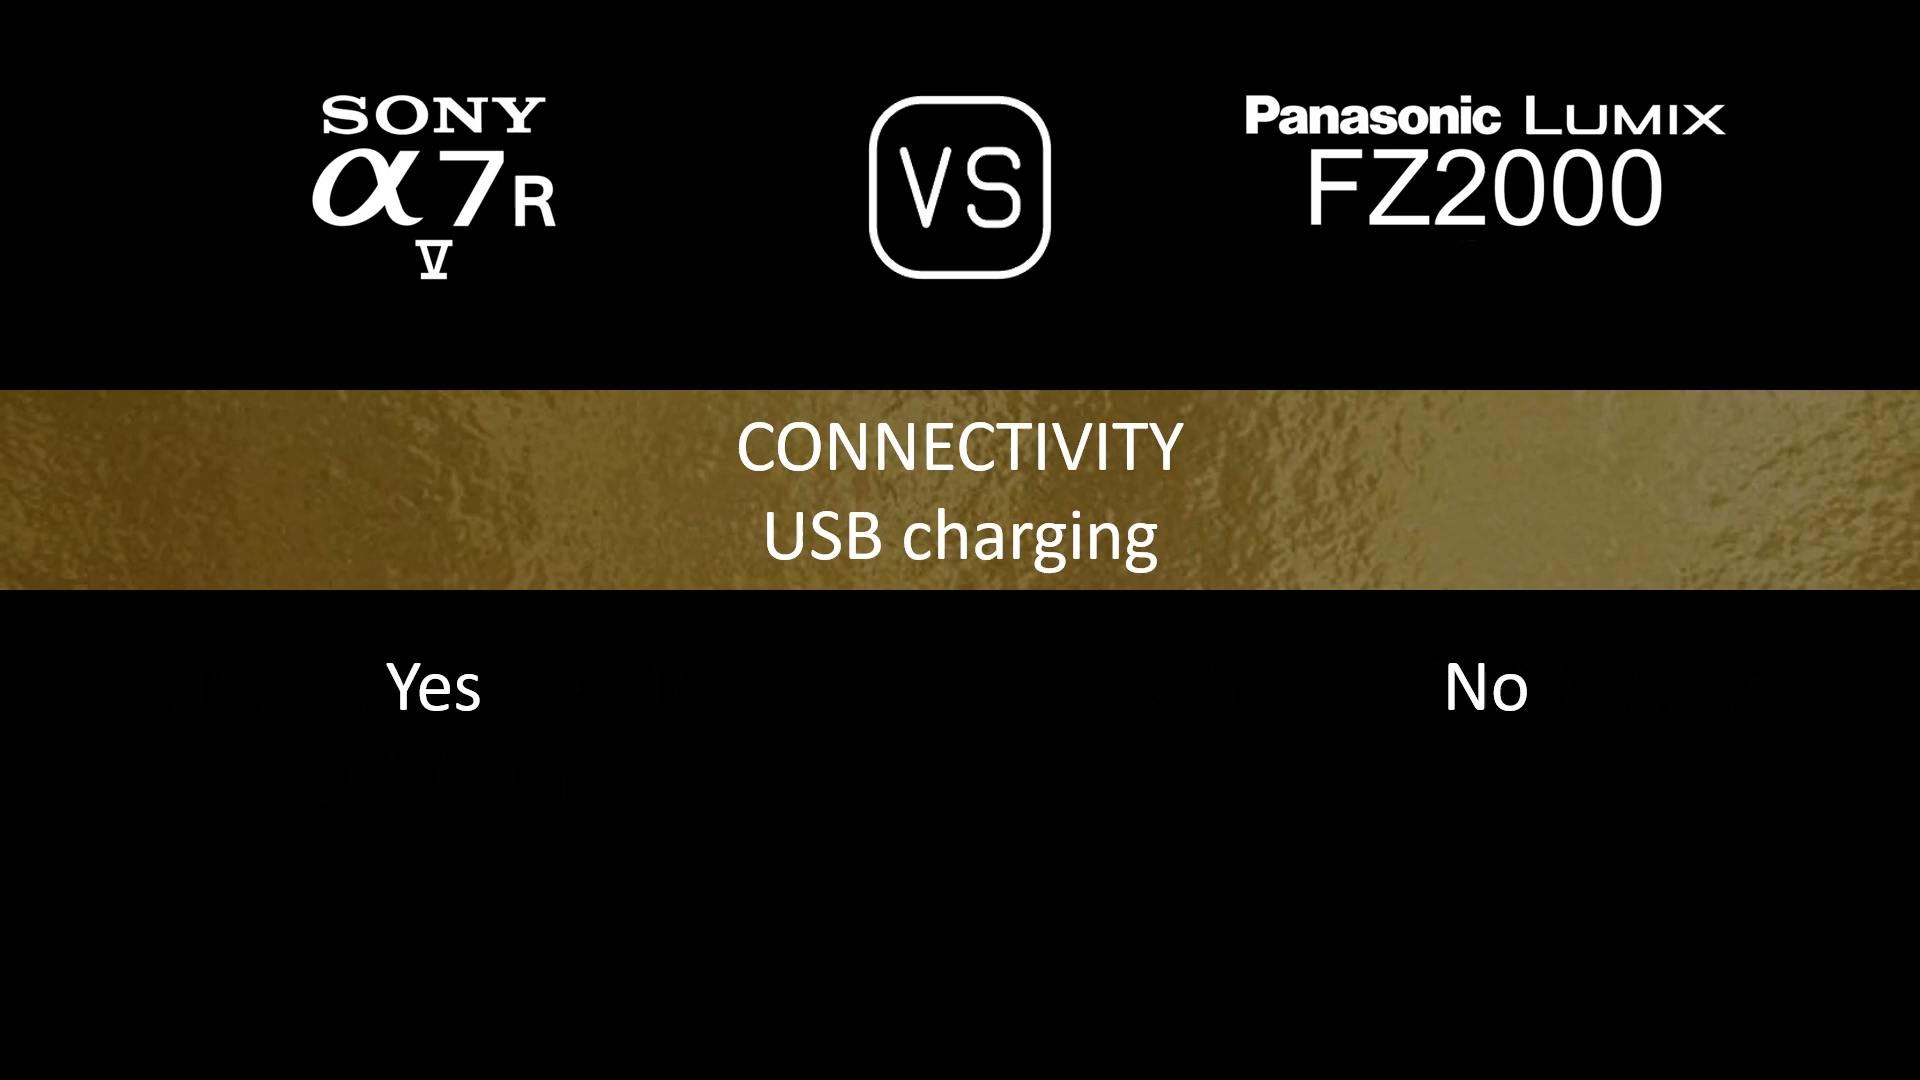 SONY
α7R
V
VS
Panasonic LUMIX
FZ2000
CONNECTIVITY
USB charging
Yes
No